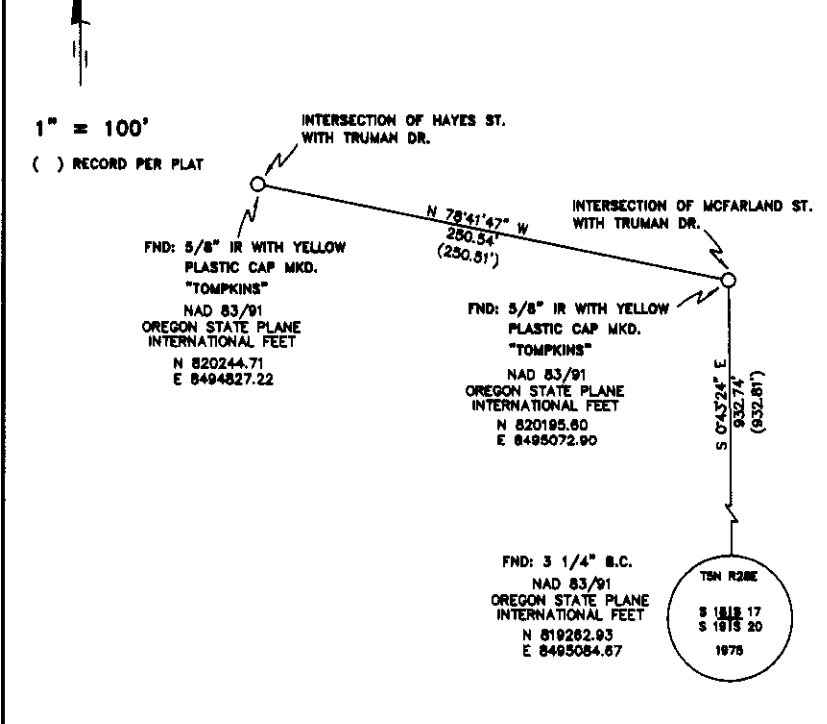 1" = 100'
( ) RECORD PER PLAT
INTERSECTION OF HAYES ST.
WITH TRUMAN DR.
N 78°41'47" W
250.54'
(250.51')
INTERSECTION OF MCFARLAND ST.
WITH TRUMAN DR.
FND: 5/8" IR WITH YELLOW
PLASTIC CAP MKD.
"TOMPKINS"
NAD 83/91
OREGON STATE PLANE
INTERNATIONAL FEET
N 820244.71
E 8494827.22
FND: 5/8" IR WITH YELLOW
PLASTIC CAP MKD.
"TOMPKINS"
NAD 83/91
OREGON STATE PLANE
INTERNATIONAL FEET
N 820195.60
E 8495072.90
S 0°43'24" E
932.74'
(932.81')
FND: 3 1/4" B.C.
NAD 83/91
OREGON STATE PLANE
INTERNATIONAL FEET
N 819262.93
E 8495084.67
T5N R28E
S 18|S 17
S 19|S 20
1975